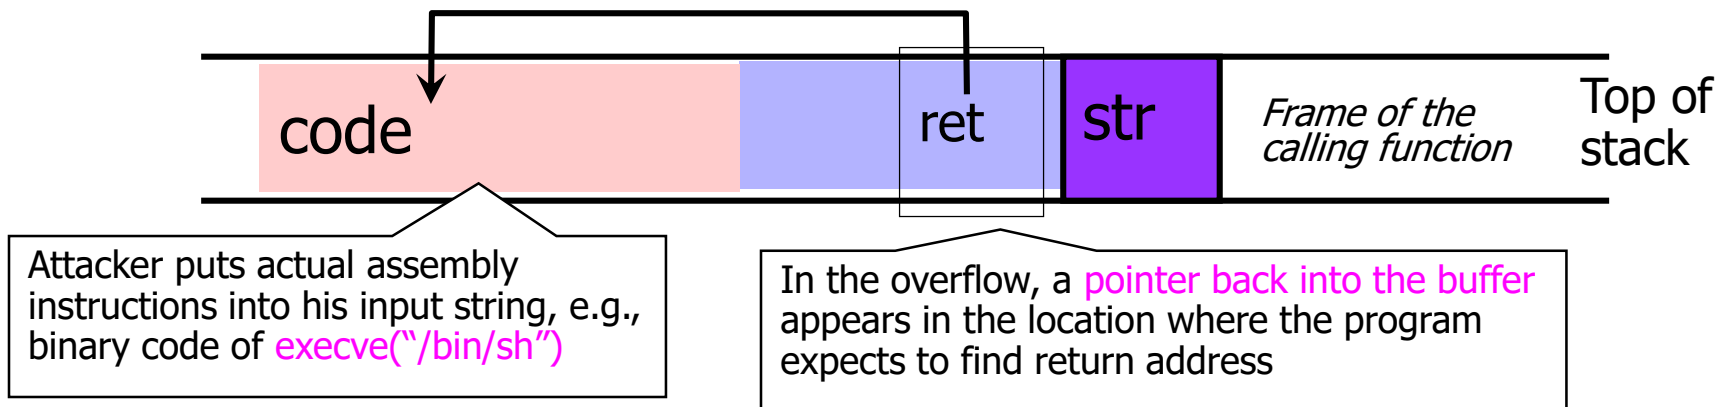 code
ret
str
Frame of the
calling function
Top of
stack
Attacker puts actual assembly
instructions into his input string, e.g.,
binary code of execve(“/bin/sh”)
In the overflow, a pointer back into the buffer
appears in the location where the program
expects to find return address